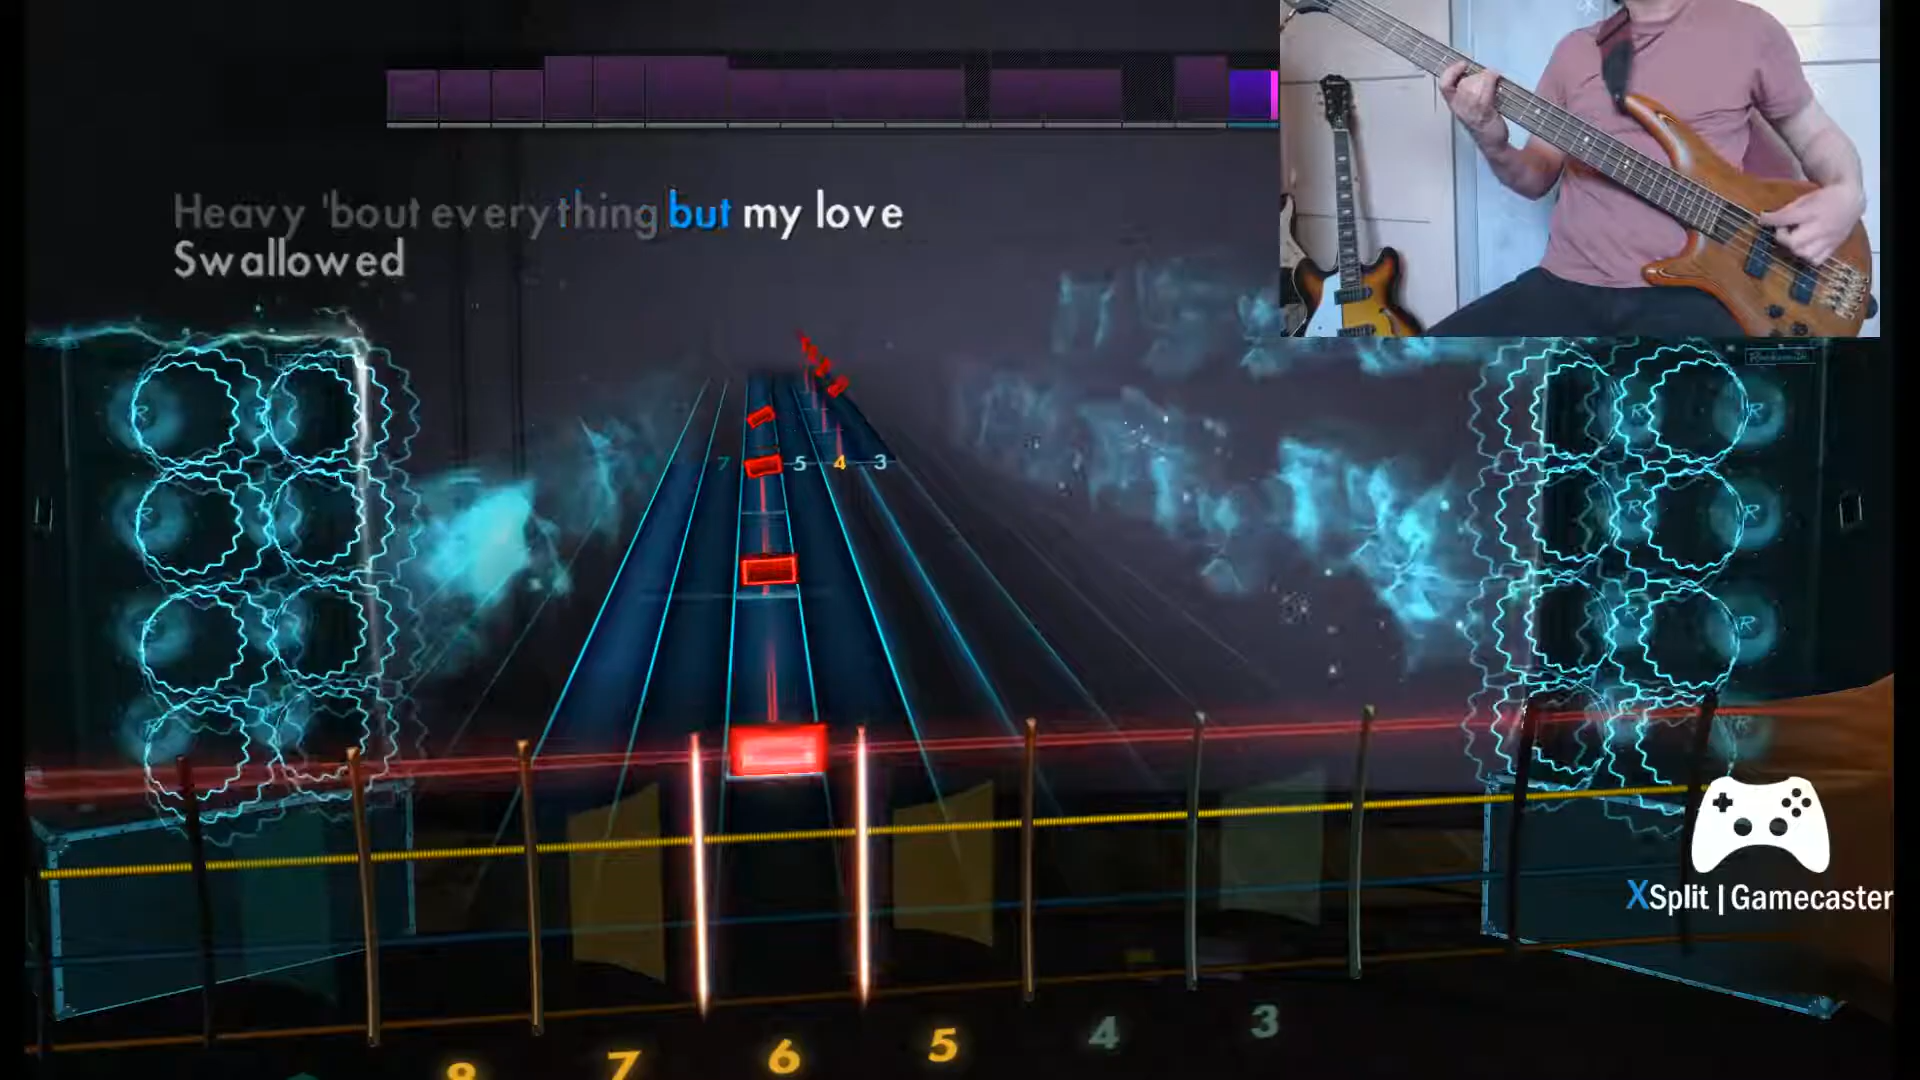 Heavy 'bout everything but my love
Swallowed
Rocksmith
7 5 4 3
XSplit | Gamecaster
8 7 6 5 4 3